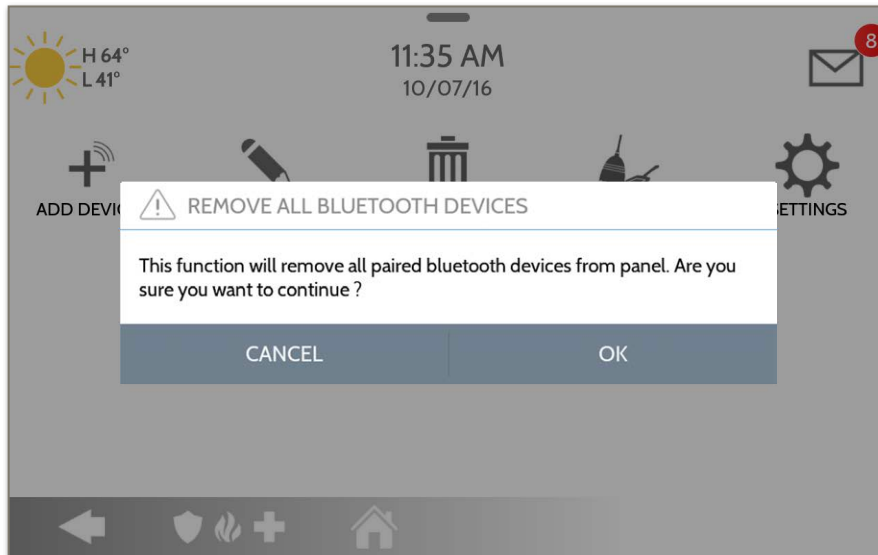 H 64°
L 41°
11:35 AM
10/07/16
8
ADD DEVI
ETTINGS
REMOVE ALL BLUETOOTH DEVICES
This function will remove all paired bluetooth devices from panel. Are you
sure you want to continue ?
CANCEL
OK